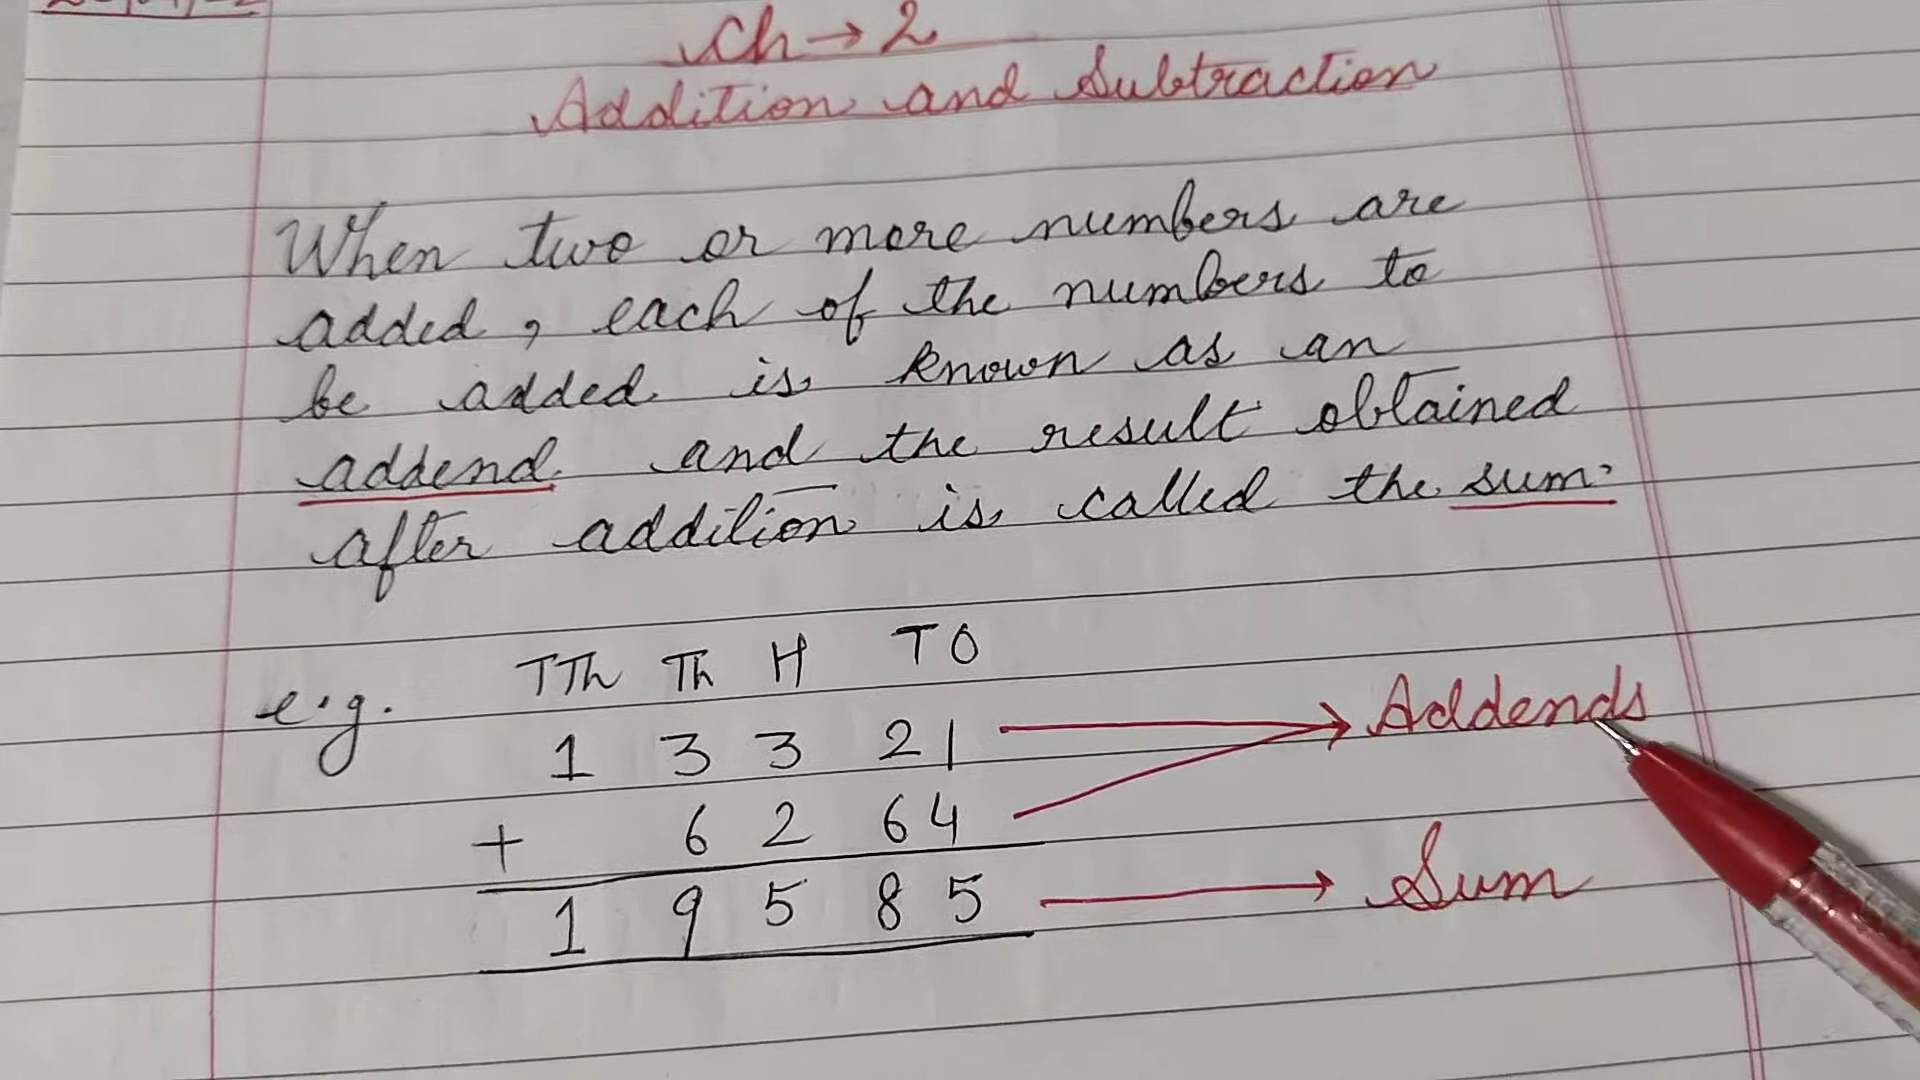 Ch → 2
Addition and Subtraction
When two or more numbers are
added, each of the numbers to
be added is known as an
addend and the result obtained
after addition is called the sum.
e.g. TTh Th H T O
1 3 3 2 1 → Addends
+ 6 2 6 4
1 9 5 8 5 → Sum